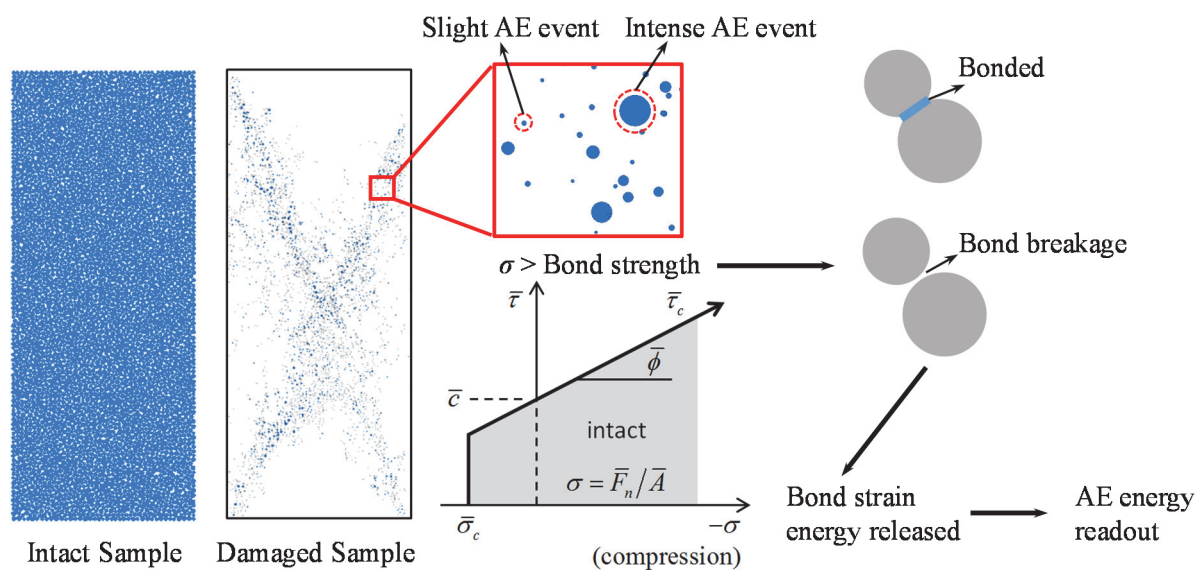 Slight AE event
Intense AE event
Bonded
σ > Bond strength
Bond breakage
τ̅
τ̅c
ϕ̅
c̅
intact
σ = F̅n/A̅
σ̅c
−σ
(compression)
Bond strain
energy released
AE energy
readout
Intact Sample
Damaged Sample